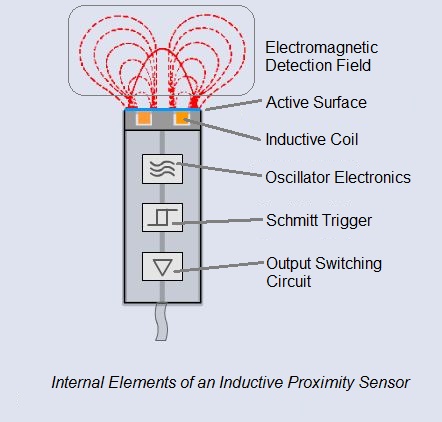 Electromagnetic
Detection Field
Active Surface
Inductive Coil
Oscillator Electronics
Schmitt Trigger
Output Switching
Circuit
Internal Elements of an Inductive Proximity Sensor